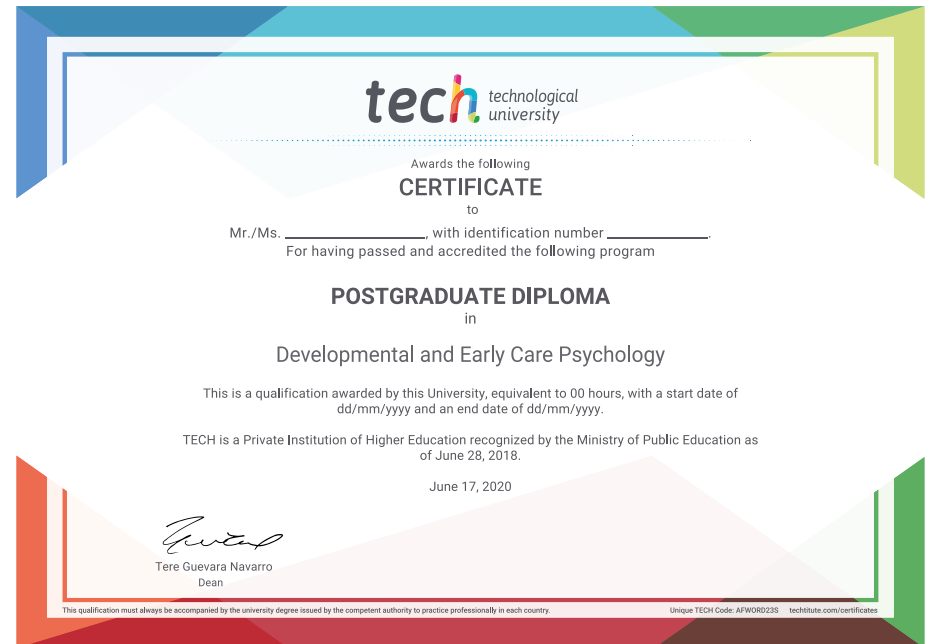 tech technological
university
Awards the following
CERTIFICATE
to
Mr./Ms. ____________, with identification number ____________.
For having passed and accredited the following program
POSTGRADUATE DIPLOMA
in
Developmental and Early Care Psychology
This is a qualification awarded by this University, equivalent to 00 hours, with a start date of
dd/mm/yyyy and an end date of dd/mm/yyyy.
TECH is a Private Institution of Higher Education recognized by the Ministry of Public Education as
of June 28, 2018.
June 17, 2020
Tere Guevara Navarro
Dean
This qualification must always be accompanied by the university degree issued by the competent authority to practice professionally in each country. Unique TECH Code: AFWORD23S techtitute.com/certificates